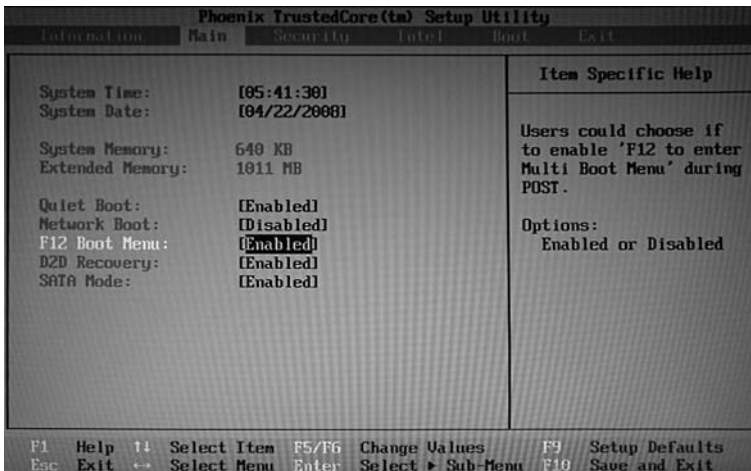 Phoenix TrustedCore(tm) Setup Utility
Information Main Security Intel Boot Exit
System Time: [05:41:30]
System Date: [04/22/2008]
System Memory: 640 KB
Extended Memory: 1011 MB
Quiet Boot: [Enabled]
Network Boot: [Disabled]
F12 Boot Menu: [Enabled]
D2D Recovery: [Enabled]
SATA Mode: [Enabled]
Item Specific Help
Users could choose if
to enable 'F12 to enter
Multi Boot Menu' during
POST.
Options:
Enabled or Disabled
F1 Help ↑↓ Select Item F5/F6 Change Values F9 Setup Defaults
Esc Exit ↔ Select Menu Enter Select ▶ Sub-Menu F10 Save and Exit